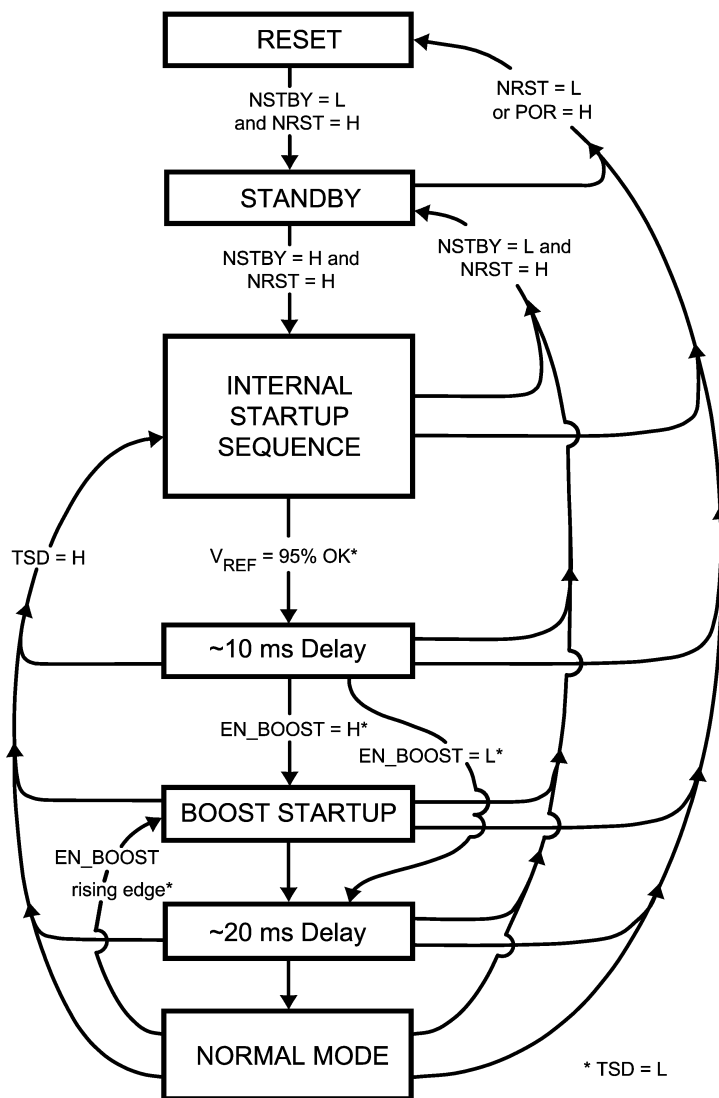 RESET
NSTBY = L
and NRST = H
NRST = L
or POR = H
STANDBY
NSTBY = H and
NRST = H
NSTBY = L and
NRST = H
INTERNAL
STARTUP
SEQUENCE
TSD = H
VREF = 95% OK*
~10 ms Delay
EN_BOOST = H*
EN_BOOST = L*
BOOST STARTUP
EN_BOOST
rising edge*
~20 ms Delay
NORMAL MODE
* TSD = L